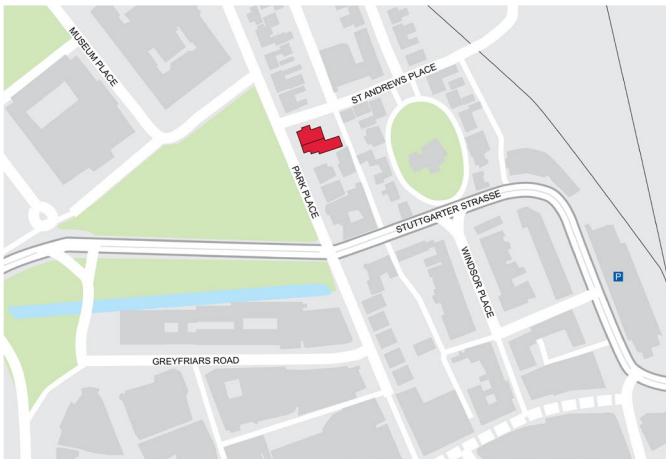 MUSEUM PLACE
ST ANDREWS PLACE
PARK PLACE
STUTTGARTER STRASSE
WINDSOR PLACE
P
GREYFRIARS ROAD